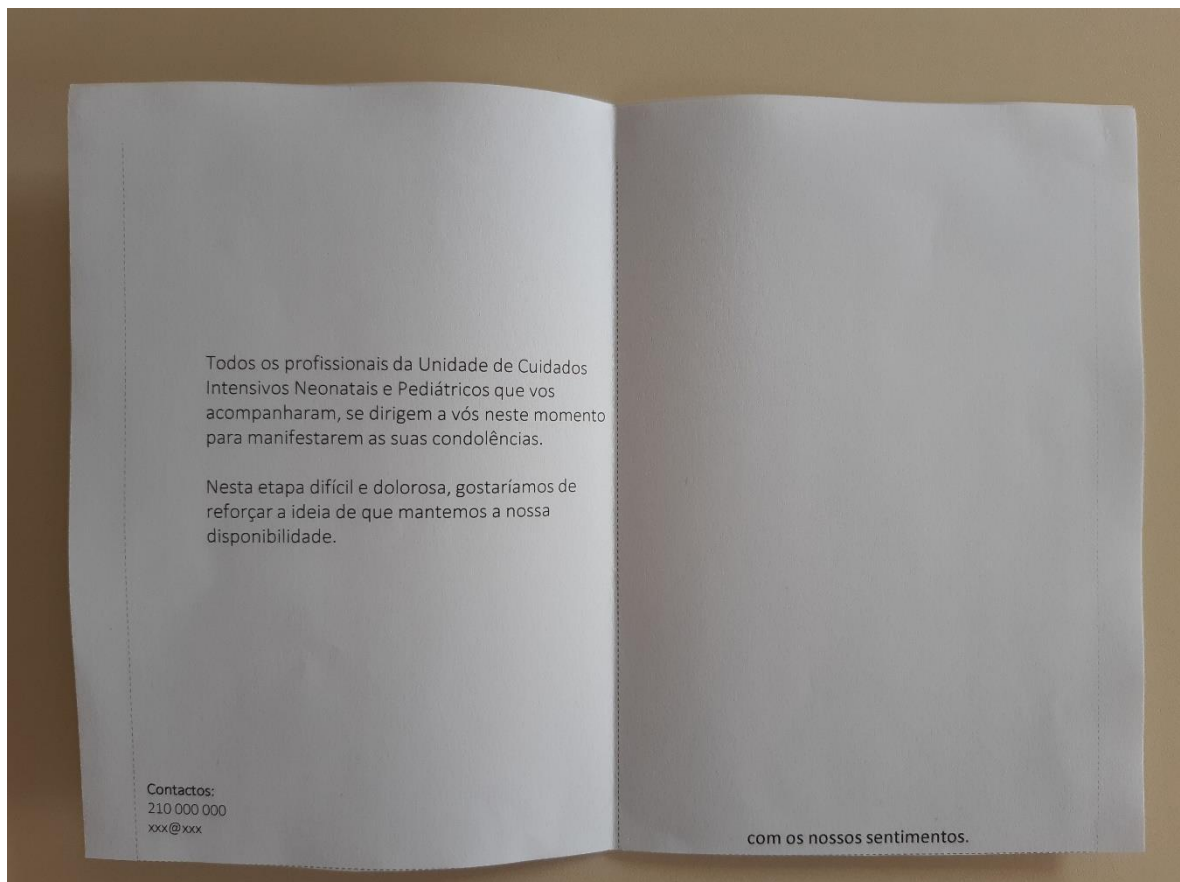 Todos os profissionais da Unidade de Cuidados
Intensivos Neonatais e Pediátricos que vos
acompanharam, se dirigem a vós neste momento
para manifestarem as suas condolências.
Nesta etapa difícil e dolorosa, gostaríamos de
reforçar a ideia de que mantemos a nossa
disponibilidade.
Contactos:
210 000 000
xxx@xxx
com os nossos sentimentos.